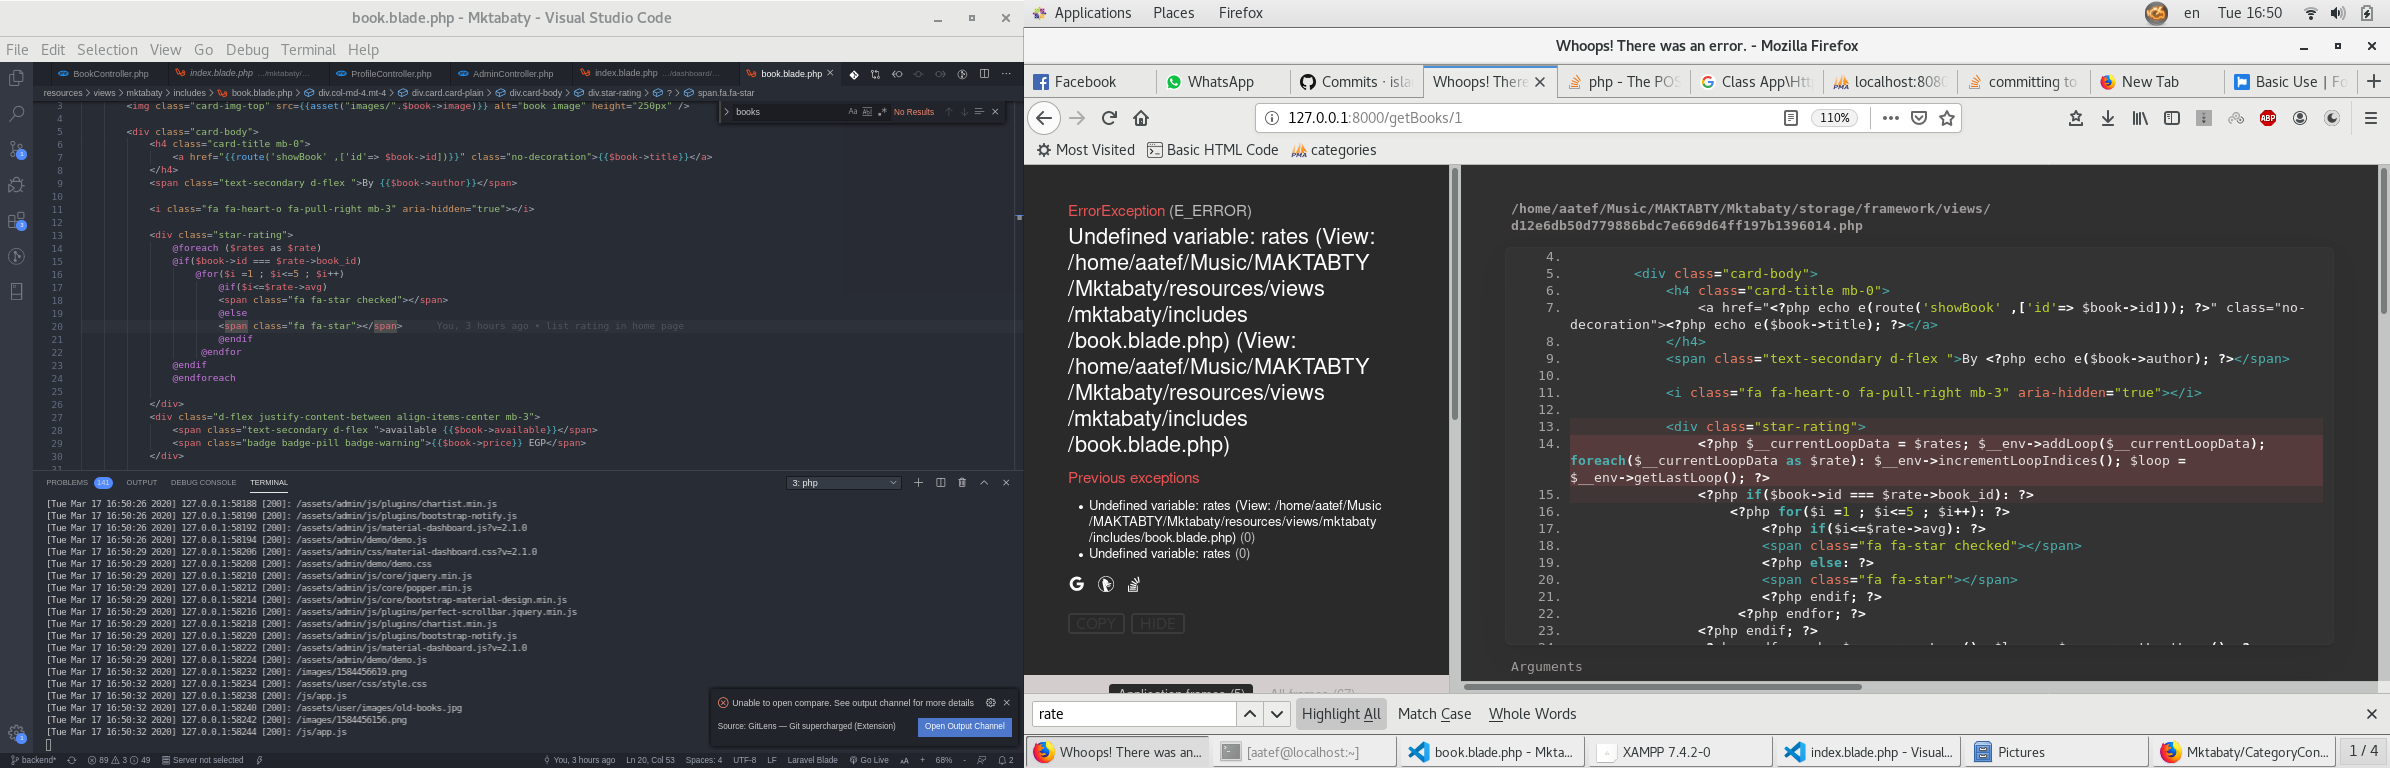 book.blade.php - Mktabaty - Visual Studio Code
File Edit Selection View Go Debug Terminal Help
BookController.php index.blade.php .../mktabaty/... ProfileController.php AdminController.php index.blade.php .../dashboard/... book.blade.php
resources › views › mktabaty › includes › book.blade.php › div.col-md-4.mt-4 › div.card.card-plain › div.card-body › div.star-rating › ? › span.fa.fa-star
books No Results
3 <img class="card-img-top" src={{asset("images/".$book->image)}} alt="book image" height="250px" />
4
5 <div class="card-body">
6 <h4 class="card-title mb-0">
7 <a href="{{route('showBook' ,['id'=> $book->id])}}" class="no-decoration">{{$book->title}}</a>
8 </h4>
9 <span class="text-secondary d-flex ">By {{$book->author}}</span>
10
11 <i class="fa fa-heart-o fa-pull-right mb-3" aria-hidden="true"></i>
12
13 <div class="star-rating">
14 @foreach ($rates as $rate)
15 @if($book->id === $rate->book_id)
16 @for($i =1 ; $i<=5 ; $i++)
17 @if($i<=$rate->avg)
18 <span class="fa fa-star checked"></span>
19 @else
20 <span class="fa fa-star"></span> You, 3 hours ago • list rating in home page
21 @endif
22 @endfor
23 @endif
24 @endforeach
25
26 </div>
27 <div class="d-flex justify-content-between align-items-center mb-3">
28 <span class="text-secondary d-flex ">available {{$book->available}}</span>
29 <span class="badge badge-pill badge-warning">{{$book->price}} EGP</span>
30 </div>
31
PROBLEMS 141 OUTPUT DEBUG CONSOLE TERMINAL 3: php
[Tue Mar 17 16:50:26 2020] 127.0.0.1:58188 [200]: /assets/admin/js/plugins/chartist.min.js
[Tue Mar 17 16:50:26 2020] 127.0.0.1:58190 [200]: /assets/admin/js/plugins/bootstrap-notify.js
[Tue Mar 17 16:50:26 2020] 127.0.0.1:58192 [200]: /assets/admin/js/material-dashboard.js?v=2.1.0
[Tue Mar 17 16:50:26 2020] 127.0.0.1:58194 [200]: /assets/admin/demo/demo.js
[Tue Mar 17 16:50:29 2020] 127.0.0.1:58206 [200]: /assets/admin/css/material-dashboard.css?v=2.1.0
[Tue Mar 17 16:50:29 2020] 127.0.0.1:58208 [200]: /assets/admin/demo/demo.css
[Tue Mar 17 16:50:29 2020] 127.0.0.1:58210 [200]: /assets/admin/js/core/jquery.min.js
[Tue Mar 17 16:50:29 2020] 127.0.0.1:58212 [200]: /assets/admin/js/core/popper.min.js
[Tue Mar 17 16:50:29 2020] 127.0.0.1:58214 [200]: /assets/admin/js/core/bootstrap-material-design.min.js
[Tue Mar 17 16:50:29 2020] 127.0.0.1:58216 [200]: /assets/admin/js/plugins/perfect-scrollbar.jquery.min.js
[Tue Mar 17 16:50:29 2020] 127.0.0.1:58218 [200]: /assets/admin/js/plugins/chartist.min.js
[Tue Mar 17 16:50:29 2020] 127.0.0.1:58220 [200]: /assets/admin/js/plugins/bootstrap-notify.js
[Tue Mar 17 16:50:29 2020] 127.0.0.1:58222 [200]: /assets/admin/js/material-dashboard.js?v=2.1.0
[Tue Mar 17 16:50:29 2020] 127.0.0.1:58224 [200]: /assets/admin/demo/demo.js
[Tue Mar 17 16:50:32 2020] 127.0.0.1:58232 [200]: /images/1584456619.png
[Tue Mar 17 16:50:32 2020] 127.0.0.1:58234 [200]: /assets/user/css/style.css
[Tue Mar 17 16:50:32 2020] 127.0.0.1:58238 [200]: /js/app.js
[Tue Mar 17 16:50:32 2020] 127.0.0.1:58240 [200]: /assets/user/images/old-books.jpg
[Tue Mar 17 16:50:32 2020] 127.0.0.1:58242 [200]: /images/1584456156.png
[Tue Mar 17 16:50:32 2020] 127.0.0.1:58244 [200]: /js/app.js
Unable to open compare. See output channel for more details
Source: GitLens — Git supercharged (Extension) Open Output Channel
backend* 89 3 49 Server not selected You, 3 hours ago Ln 20, Col 53 Spaces: 4 UTF-8 LF Laravel Blade Go Live + 68% - 2
Applications Places Firefox en Tue 16:50
Whoops! There was an error. - Mozilla Firefox
Facebook WhatsApp Commits · isla Whoops! There php - The POS Class App\Htt localhost:8080 committing to New Tab Basic Use | Fo
127.0.0.1:8000/getBooks/1 110% ABP
Most Visited Basic HTML Code categories
ErrorException (E_ERROR)
Undefined variable: rates (View:
/home/aatef/Music/MAKTABTY
/Mktabaty/resources/views
/mktabaty/includes
/book.blade.php) (View:
/home/aatef/Music/MAKTABTY
/Mktabaty/resources/views
/mktabaty/includes
/book.blade.php)
Previous exceptions
• Undefined variable: rates (View: /home/aatef/Music
/MAKTABTY/Mktabaty/resources/views/mktabaty
/includes/book.blade.php) (0)
• Undefined variable: rates (0)
COPY HIDE
Application frames (5) All frames (67)
/home/aatef/Music/MAKTABTY/Mktabaty/storage/framework/views/
d12e6db50d779886bdc7e669d64ff197b1396014.php
4.
5. <div class="card-body">
6. <h4 class="card-title mb-0">
7. <a href="<?php echo e(route('showBook' ,['id'=> $book->id])); ?>" class="no-
decoration"><?php echo e($book->title); ?></a>
8. </h4>
9. <span class="text-secondary d-flex ">By <?php echo e($book->author); ?></span>
10.
11. <i class="fa fa-heart-o fa-pull-right mb-3" aria-hidden="true"></i>
12.
13. <div class="star-rating">
14. <?php $__currentLoopData = $rates; $__env->addLoop($__currentLoopData);
foreach($__currentLoopData as $rate): $__env->incrementLoopIndices(); $loop =
$__env->getLastLoop(); ?>
15. <?php if($book->id === $rate->book_id): ?>
16. <?php for($i =1 ; $i<=5 ; $i++): ?>
17. <?php if($i<=$rate->avg): ?>
18. <span class="fa fa-star checked"></span>
19. <?php else: ?>
20. <span class="fa fa-star"></span>
21. <?php endif; ?>
22. <?php endfor; ?>
23. <?php endif; ?>
Arguments
rate Highlight All Match Case Whole Words
Whoops! There was an... [aatef@localhost:~] book.blade.php - Mkta... XAMPP 7.4.2-0 index.blade.php - Visual... Pictures Mktabaty/CategoryCon... 1 / 4